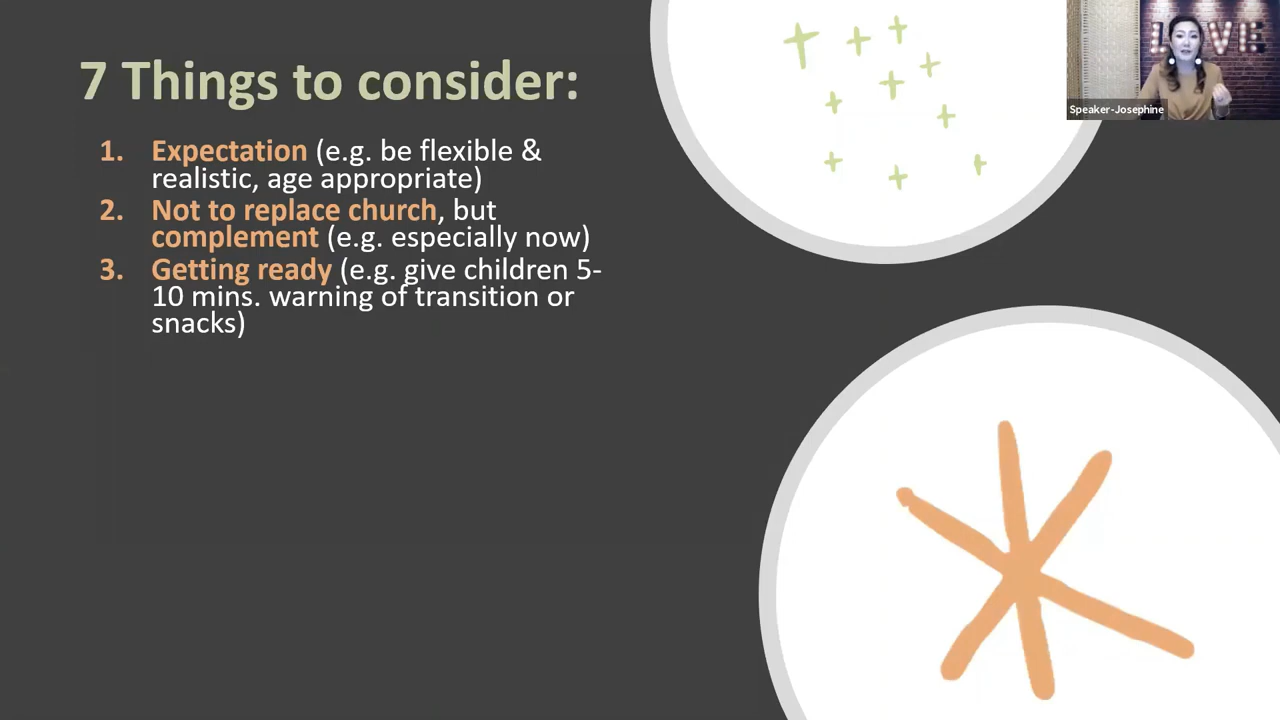 7 Things to consider:
1. Expectation (e.g. be flexible &
realistic, age appropriate)
2. Not to replace church, but
complement (e.g. especially now)
3. Getting ready (e.g. give children 5-
10 mins. warning of transition or
snacks)
LOVE
Speaker-Josephine